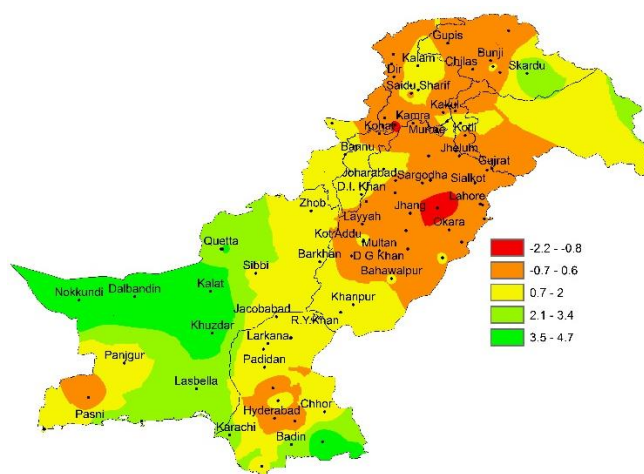 Gupis
Kalam
Bunji
Chilas
Skardu
Dir
Saidu Sharif
Kakul
Kamra
Kohat
Murree
Kotli
Bannu
Jhelum
Gujrat
Joharabad
Sargodha
Sialkot
D.I. Khan
Zhob
Lahore
Jhang
Layyah
Okara
Kot Addu
Quetta
Multan
Barkhan
D G Khan
Sibbi
Bahawalpur
Kalat
Nokkundi
Dalbandin
Khanpur
Jacobabad
R.Y.Khan
Khuzdar
Larkana
Padidan
Panjgur
Lasbella
Pasni
Hyderabad
Chhor
Karachi
Badin
-2.2 - -0.8
-0.7 - 0.6
0.7 - 2
2.1 - 3.4
3.5 - 4.7